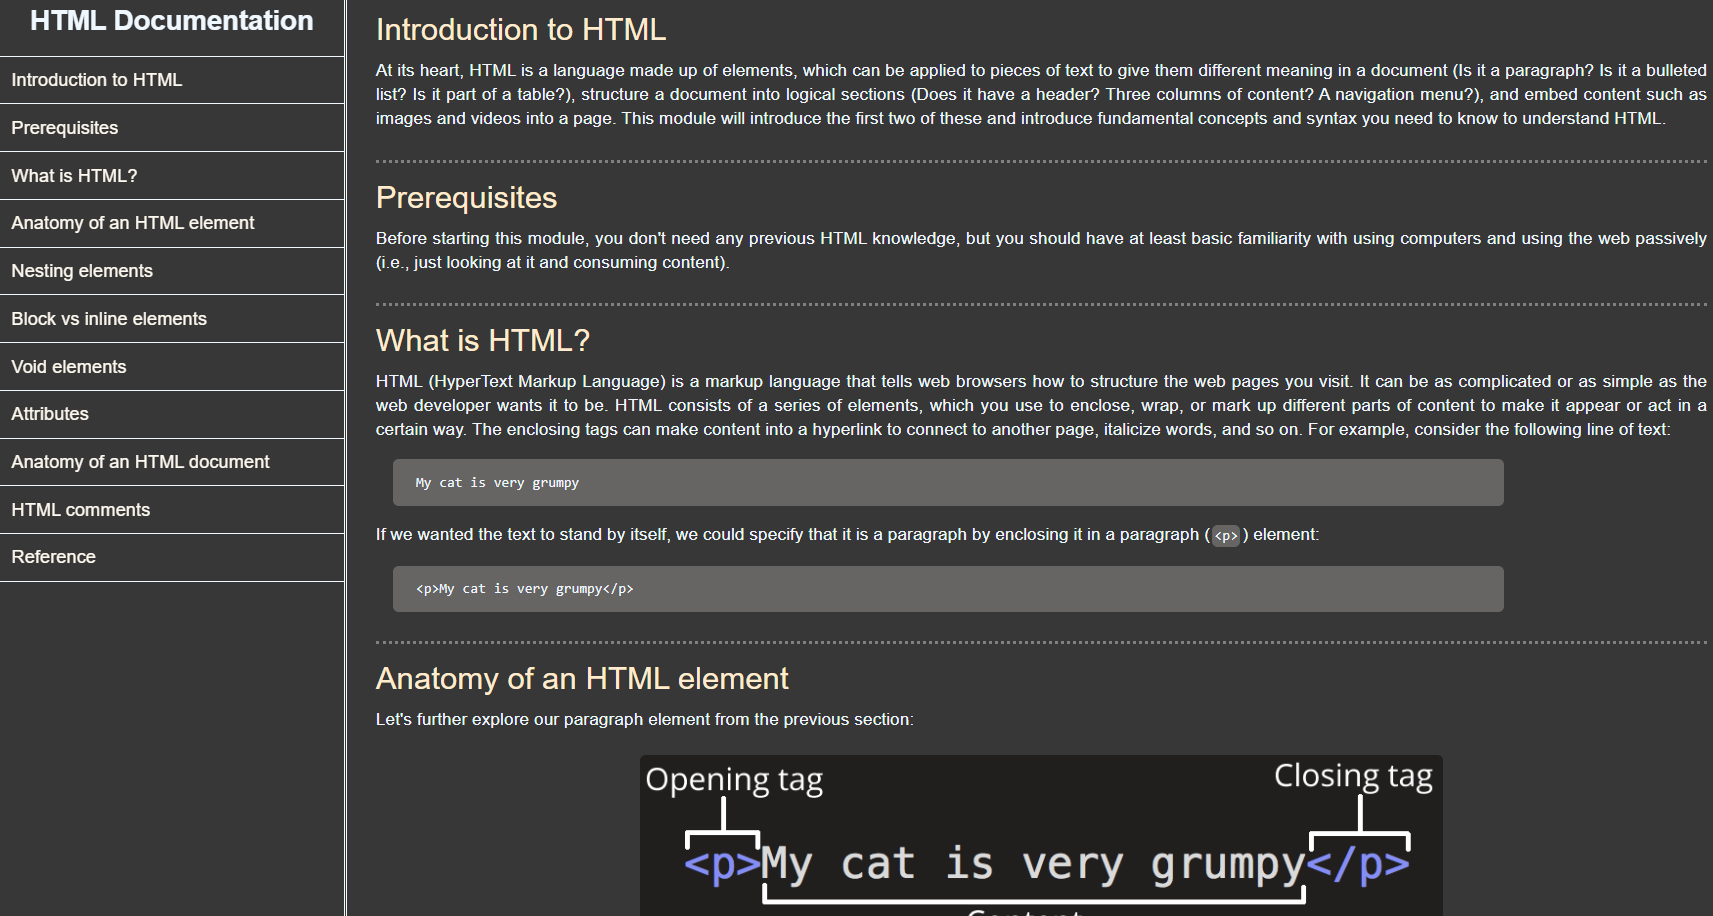 HTML Documentation
Introduction to HTML
Prerequisites
What is HTML?
Anatomy of an HTML element
Nesting elements
Block vs inline elements
Void elements
Attributes
Anatomy of an HTML document
HTML comments
Reference
Introduction to HTML
At its heart, HTML is a language made up of elements, which can be applied to pieces of text to give them different meaning in a document (Is it a paragraph? Is it a bulleted
list? Is it part of a table?), structure a document into logical sections (Does it have a header? Three columns of content? A navigation menu?), and embed content such as
images and videos into a page. This module will introduce the first two of these and introduce fundamental concepts and syntax you need to know to understand HTML.
Prerequisites
Before starting this module, you don't need any previous HTML knowledge, but you should have at least basic familiarity with using computers and using the web passively
(i.e., just looking at it and consuming content).
What is HTML?
HTML (HyperText Markup Language) is a markup language that tells web browsers how to structure the web pages you visit. It can be as complicated or as simple as the
web developer wants it to be. HTML consists of a series of elements, which you use to enclose, wrap, or mark up different parts of content to make it appear or act in a
certain way. The enclosing tags can make content into a hyperlink to connect to another page, italicize words, and so on. For example, consider the following line of text:
My cat is very grumpy
If we wanted the text to stand by itself, we could specify that it is a paragraph by enclosing it in a paragraph (<p>) element:
<p>My cat is very grumpy</p>
Anatomy of an HTML element
Let's further explore our paragraph element from the previous section:
Opening tag
Closing tag
<p>My cat is very grumpy</p>